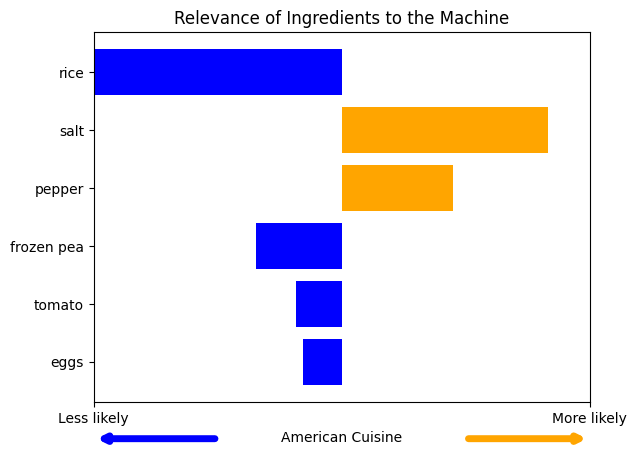 Relevance of Ingredients to the Machine
rice
salt
pepper
frozen pea
tomato
eggs
Less likely
More likely
American Cuisine